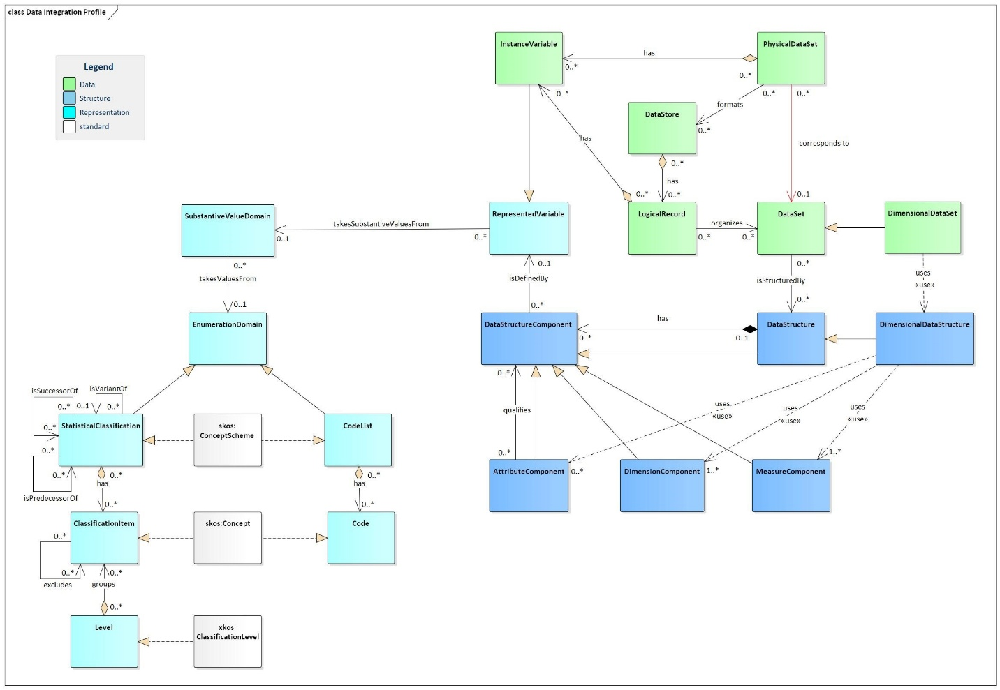 class Data Integration Profile
Legend
Data
Structure
Representation
standard
InstanceVariable
has
0..*
0..*
PhysicalDataSet
0..*
0..*
0..*
formats
0..*
DataStore
0..*
has
0..*
has
0..*
0..*
corresponds to
0..1
SubstantiveValueDomain
takesSubstantiveValuesFrom
0..1
0..*
RepresentedVariable
LogicalRecord
organizes
0..*
0..*
DataSet
DimensionalDataSet
0..*
takesValuesFrom
0..1
0..1
isDefinedBy
0..*
0..*
isStructuredBy
0..*
uses
«use»
EnumerationDomain
DataStructureComponent
has
0..*
0..1
DataStructure
DimensionalDataStructure
isSuccessorOf
isVariantOf
0..*
0..1
0..*
0..*
StatisticalClassification
0..*
0..*
isPredecessorOf
skos:
ConceptScheme
CodeList
0..*
qualifies
0..*
uses
«use»
uses
«use»
uses
«use»
0..*
1..*
1..*
AttributeComponent
DimensionComponent
MeasureComponent
0..*
has
0..*
0..*
has
0..*
ClassificationItem
skos:Concept
Code
0..*
0..*
excludes
0..*
groups
0..*
Level
xkos:
ClassificationLevel